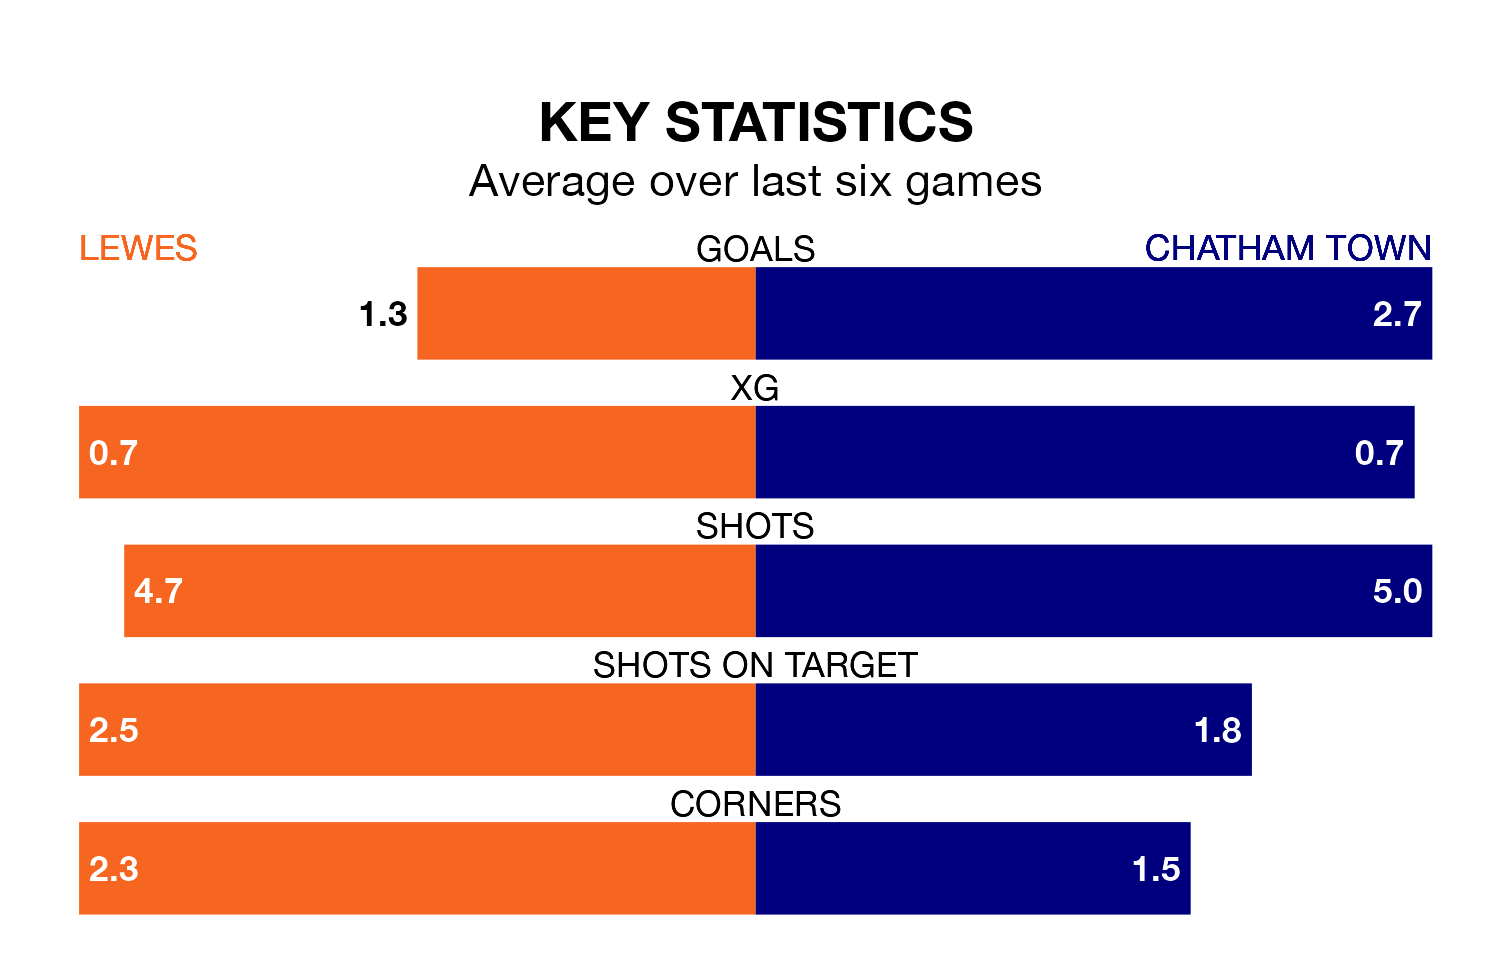 KEY STATISTICS
Average over last six games
LEWES GOALS CHATHAM TOWN
1.3 2.7
XG
0.7 0.7
SHOTS
4.7 5.0
SHOTS ON TARGET
2.5 1.8
CORNERS
2.3 1.5